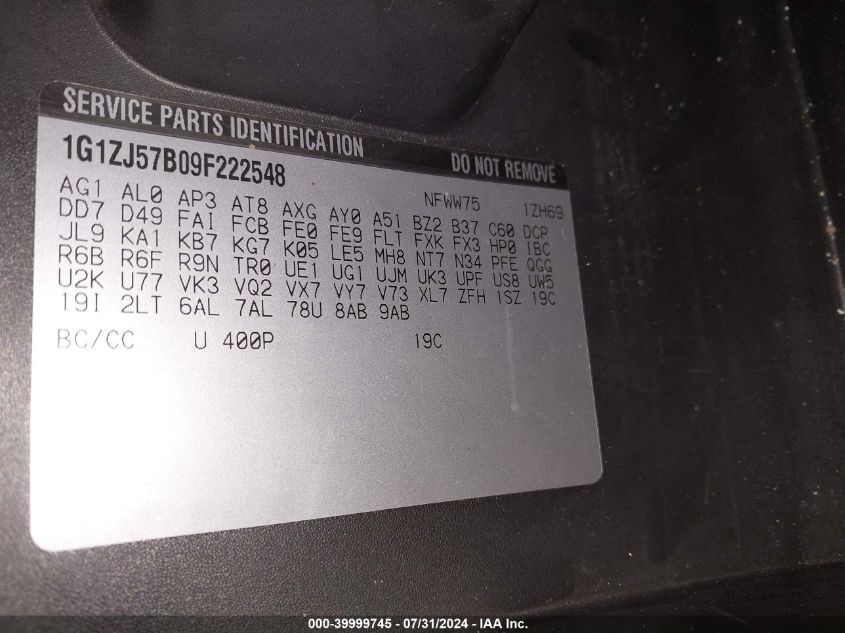 SERVICE PARTS IDENTIFICATION DO NOT REMOVE
1G1ZJ57B09F222548
NFWW75 1ZH69
AG1 AL0 AP3 AT8 AXG AY0 A51 BZ2 B37 C60 DCP
DD7 D49 FAI FCB FE0 FE9 FLT FXK FX3 HP0 IBC
JL9 KA1 KB7 KG7 K05 LE5 MH8 NT7 N34 PFE QGG
R6B R6F R9N TR0 UE1 UG1 UJM UK3 UPF US8 UW5
U2K U77 VK3 VQ2 VX7 VY7 V73 XL7 ZFH 1SZ 19C
19I 2LT 6AL 7AL 78U 8AB 9AB
BC/CC U 400P 19C
000-39999745 - 07/31/2024 - IAA Inc.